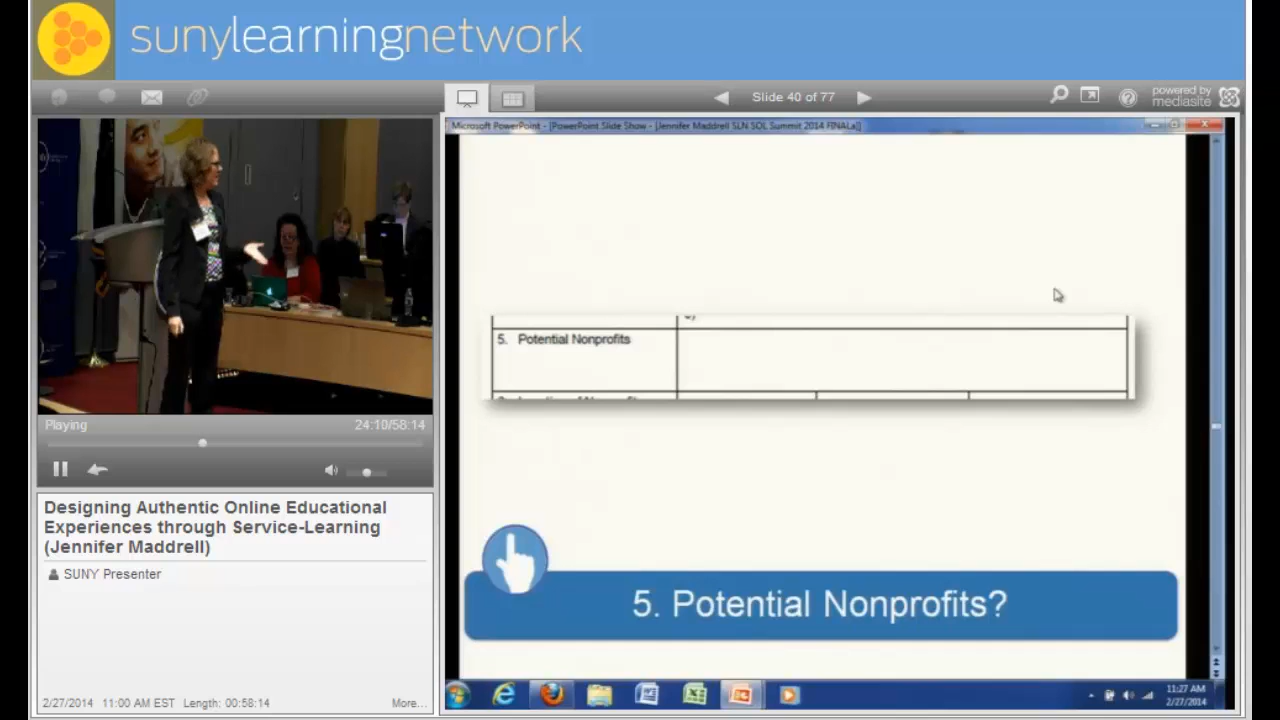 sunylearningnetwork
Slide 40 of 77
powered by
mediasite
Microsoft PowerPoint - [PowerPoint Slide Show - [Jennifer Maddrell SLN SOL Summit 2014 FINALa]]
5. Potential Nonprofits
5. Potential Nonprofits?
Playing
24:10/58:14
Designing Authentic Online Educational
Experiences through Service-Learning
(Jennifer Maddrell)
SUNY Presenter
2/27/2014 11:00 AM EST Length: 00:58:14
More...
11:27 AM
2/27/2014